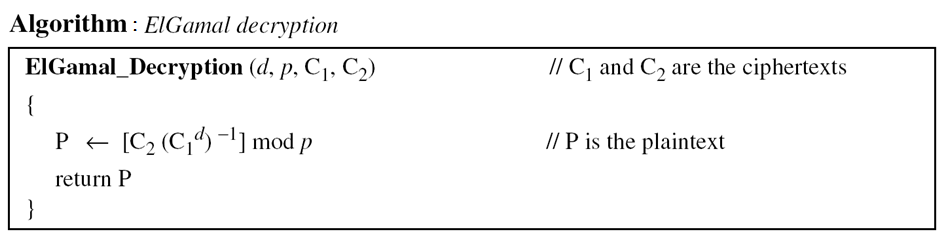 Algorithm : ElGamal decryption
ElGamal_Decryption (d, p, C₁, C₂) // C₁ and C₂ are the ciphertexts
{
P ← [C₂ (C₁ᵈ) ⁻¹] mod p // P is the plaintext
return P
}